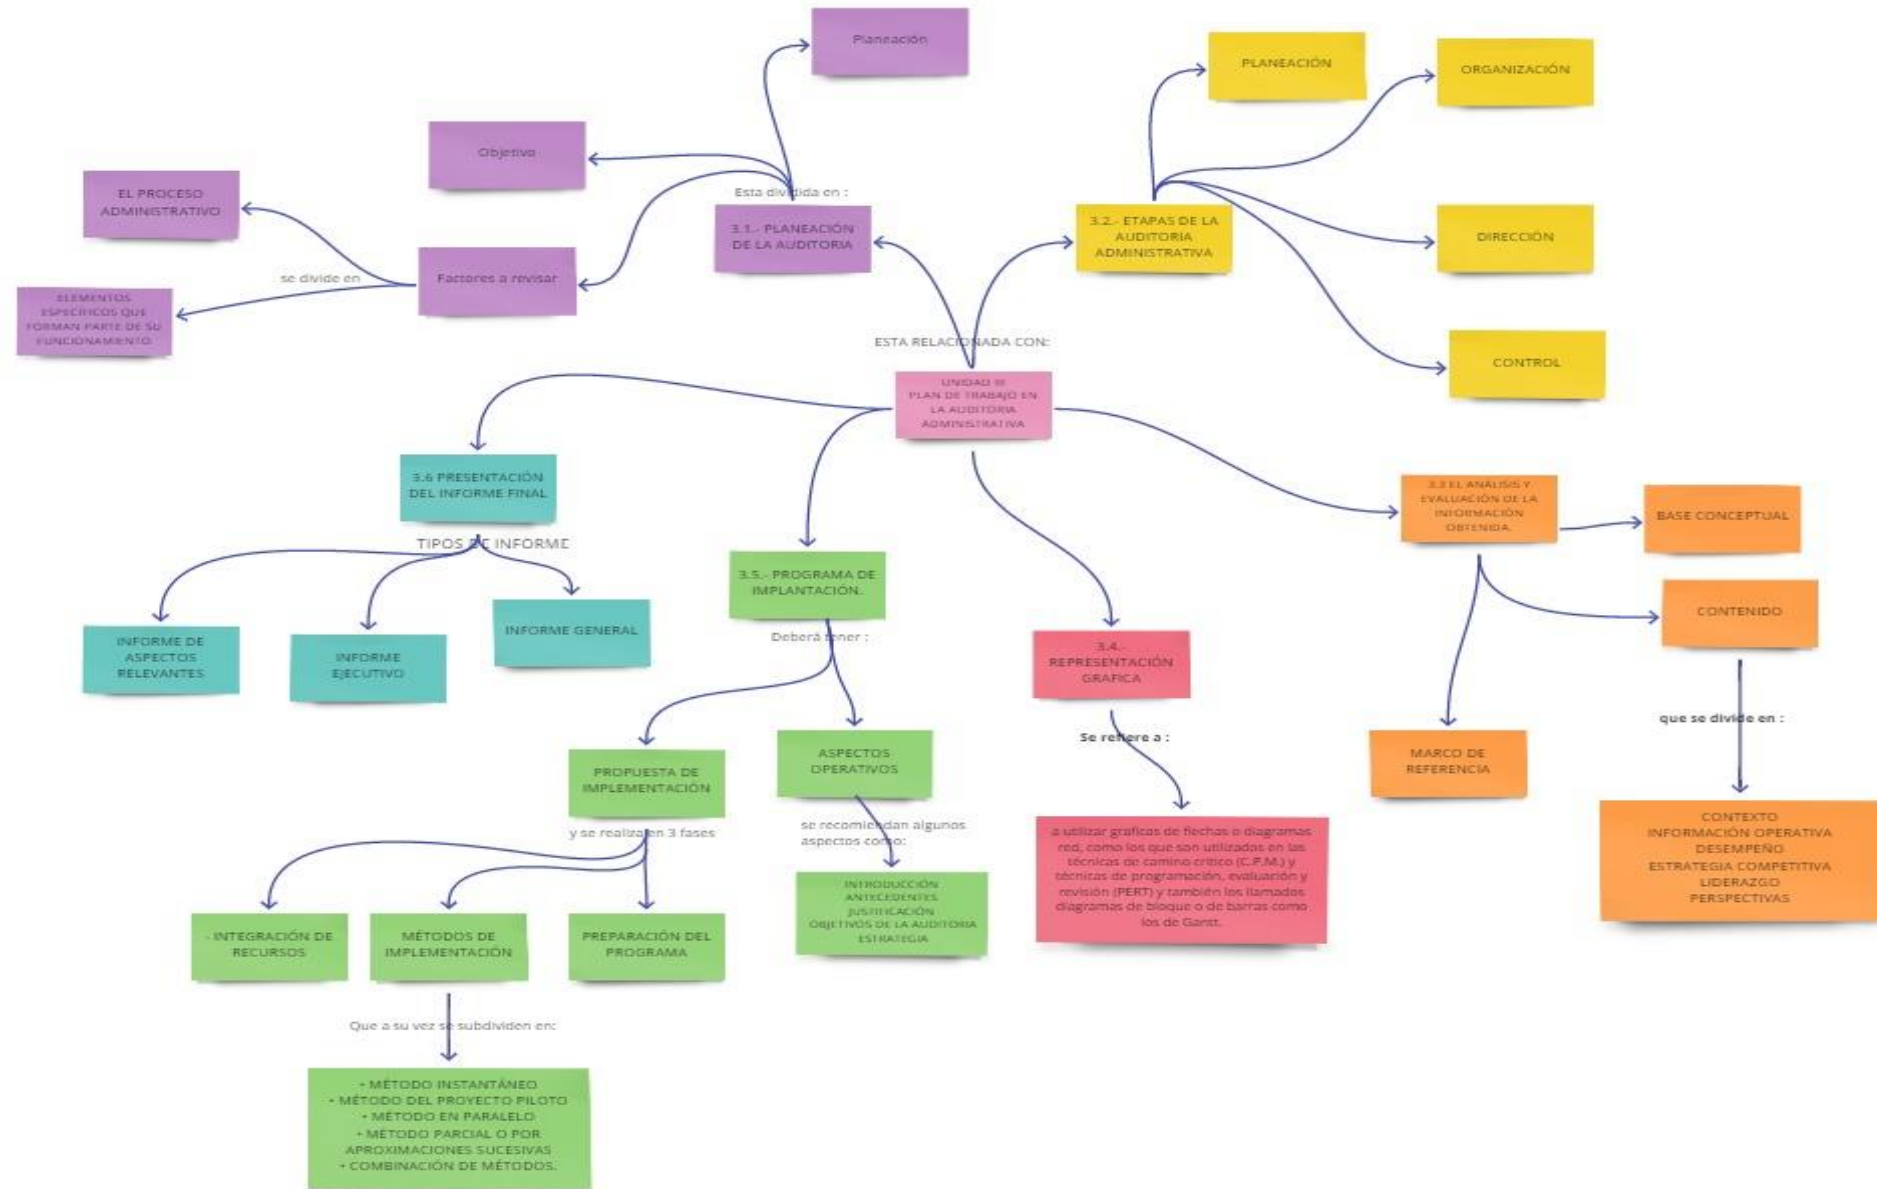 Planeación
PLANEACIÓN
ORGANIZACIÓN
Objetivo
EL PROCESO
ADMINISTRATIVO
Esta dividida en :
3.1.- PLANEACIÓN
DE LA AUDITORIA
3.2.- ETAPAS DE LA
AUDITORIA
ADMINISTRATIVA
DIRECCIÓN
se divide en
Factores a revisar
ELEMENTOS
ESPECÍFICOS QUE
FORMAN PARTE DE SU
FUNCIONAMIENTO
ESTA RELACIONADA CON:
CONTROL
UNIDAD III
PLAN DE TRABAJO EN
LA AUDITORIA
ADMINISTRATIVA
3.6 PRESENTACIÓN
DEL INFORME FINAL
TIPOS DE INFORME
INFORME DE
ASPECTOS
RELEVANTES
INFORME
EJECUTIVO
INFORME GENERAL
3.5.- PROGRAMA DE
IMPLANTACIÓN.
Deberá tener :
3.4.-
REPRESENTACIÓN
GRAFICA
3.3 EL ANÁLISIS Y
EVALUACIÓN DE LA
INFORMACIÓN
OBTENIDA.
BASE CONCEPTUAL
CONTENIDO
que se divide en :
Se refiere a :
MARCO DE
REFERENCIA
PROPUESTA DE
IMPLEMENTACIÓN
ASPECTOS
OPERATIVOS
y se realiza en 3 fases
se recomiendan algunos
aspectos como:
CONTEXTO
INFORMACIÓN OPERATIVA
DESEMPEÑO
ESTRATEGIA COMPETITIVA
LIDERAZGO
PERSPECTIVAS
a utilizar graficas de flechas o diagramas
red, como los que son utilizados en las
técnicas de camino crítico (C.P.M.) y
técnicas de programación, evaluación y
revisión (PERT) y también los llamados
diagramas de bloque o de barras como
los de Gantt.
INTRODUCCIÓN
ANTECEDENTES
JUSTIFICACIÓN
OBJETIVOS DE LA AUDITORIA
ESTRATEGIA
- INTEGRACIÓN DE
RECURSOS
MÉTODOS DE
IMPLEMENTACIÓN
PREPARACIÓN DEL
PROGRAMA
Que a su vez se subdividen en:
• MÉTODO INSTANTÁNEO
• MÉTODO DEL PROYECTO PILOTO
• MÉTODO EN PARALELO
• MÉTODO PARCIAL O POR
APROXIMACIONES SUCESIVAS
• COMBINACIÓN DE MÉTODOS.